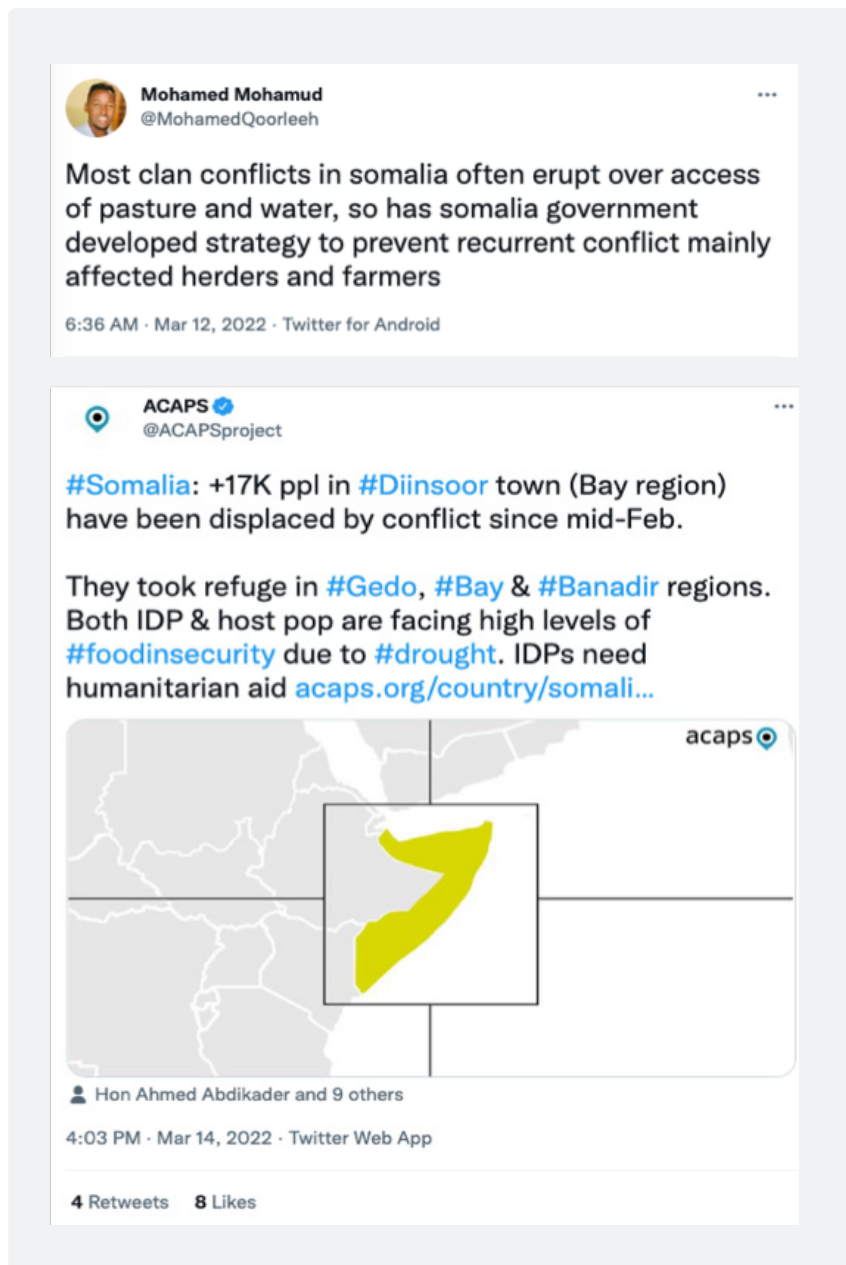 Mohamed Mohamud
@MohamedQoorleeh
Most clan conflicts in somalia often erupt over access
of pasture and water, so has somalia government
developed strategy to prevent recurrent conflict mainly
affected herders and farmers
6:36 AM · Mar 12, 2022 · Twitter for Android
ACAPS
@ACAPSproject
#Somalia: +17K ppl in #Diinsoor town (Bay region)
have been displaced by conflict since mid-Feb.
They took refuge in #Gedo, #Bay & #Banadir regions.
Both IDP & host pop are facing high levels of
#foodinsecurity due to #drought. IDPs need
humanitarian aid acaps.org/country/somali...
acaps
Hon Ahmed Abdikader and 9 others
4:03 PM · Mar 14, 2022 · Twitter Web App
4 Retweets 8 Likes